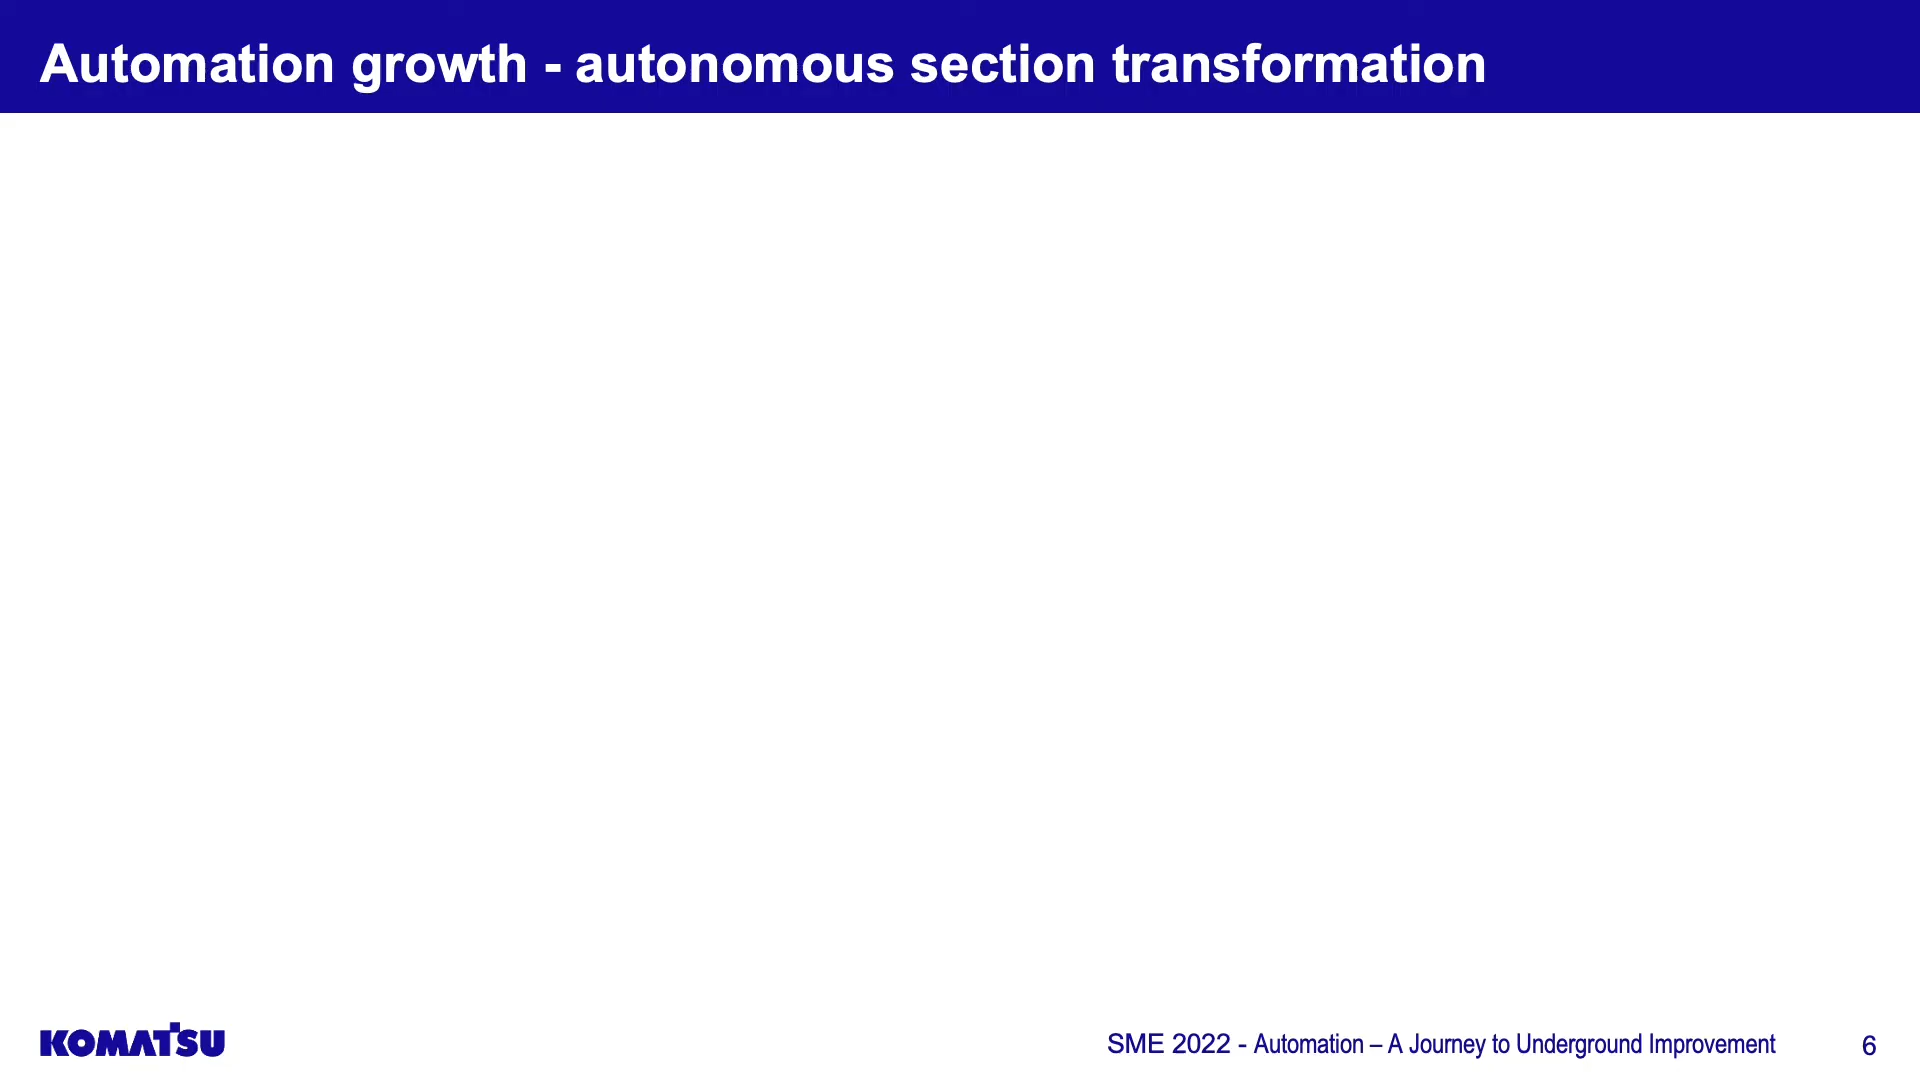 Automation growth - autonomous section transformation
KOMATSU
SME 2022 - Automation – A Journey to Underground Improvement
6